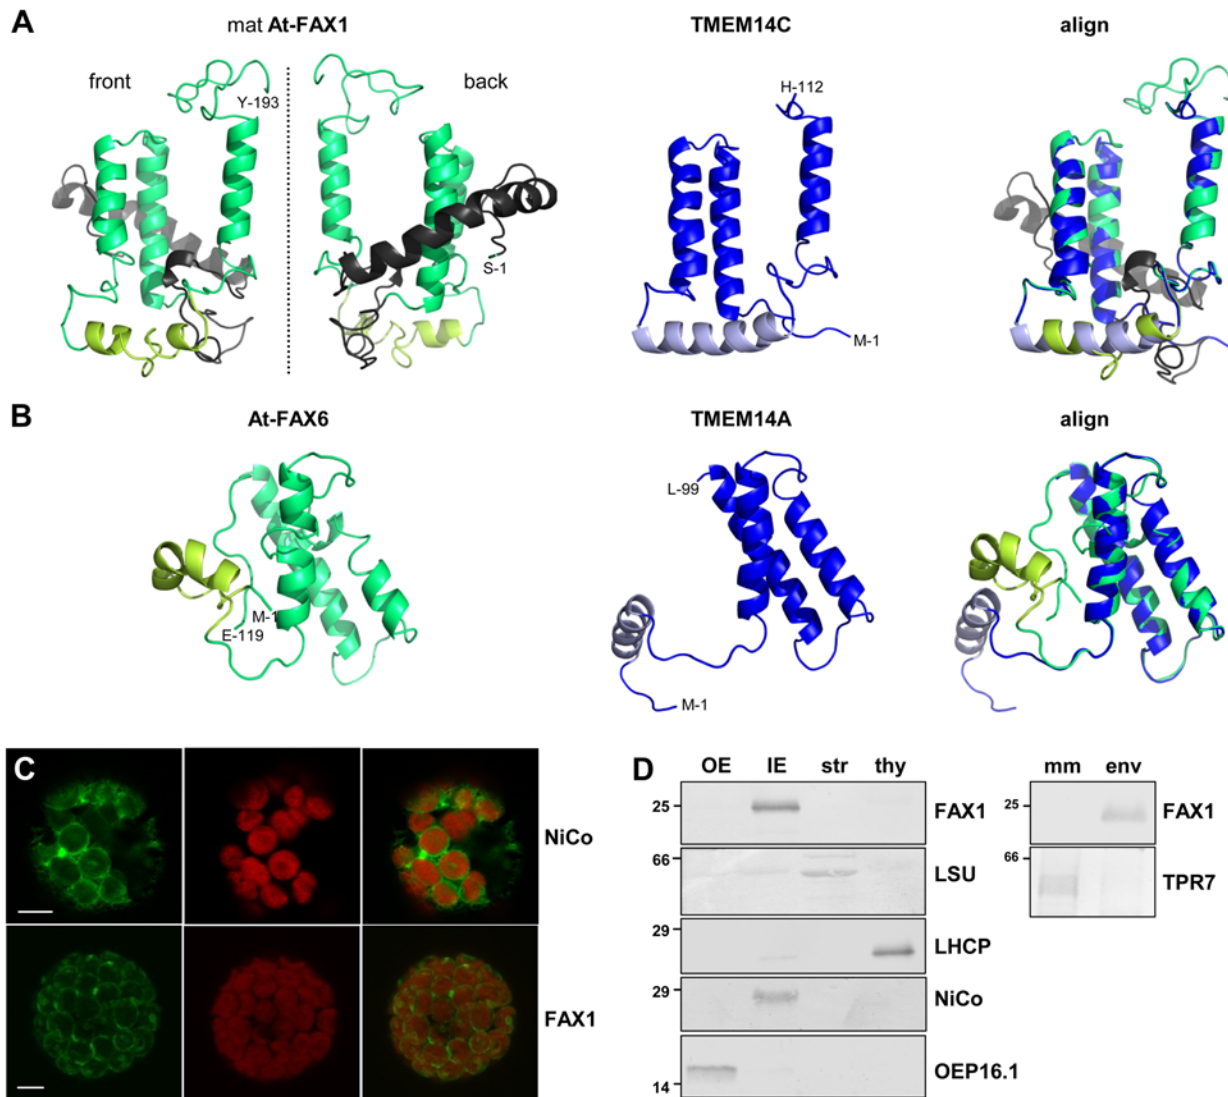 A
mat At-FAX1
TMEM14C
align
front
back
Y-193
S-1
H-112
M-1
B
At-FAX6
TMEM14A
align
M-1
E-119
L-99
M-1
C
NiCo
FAX1
D
OE IE str thy
25
FAX1
66
LSU
29
LHCP
29
NiCo
14
OEP16.1
mm env
25
FAX1
66
TPR7